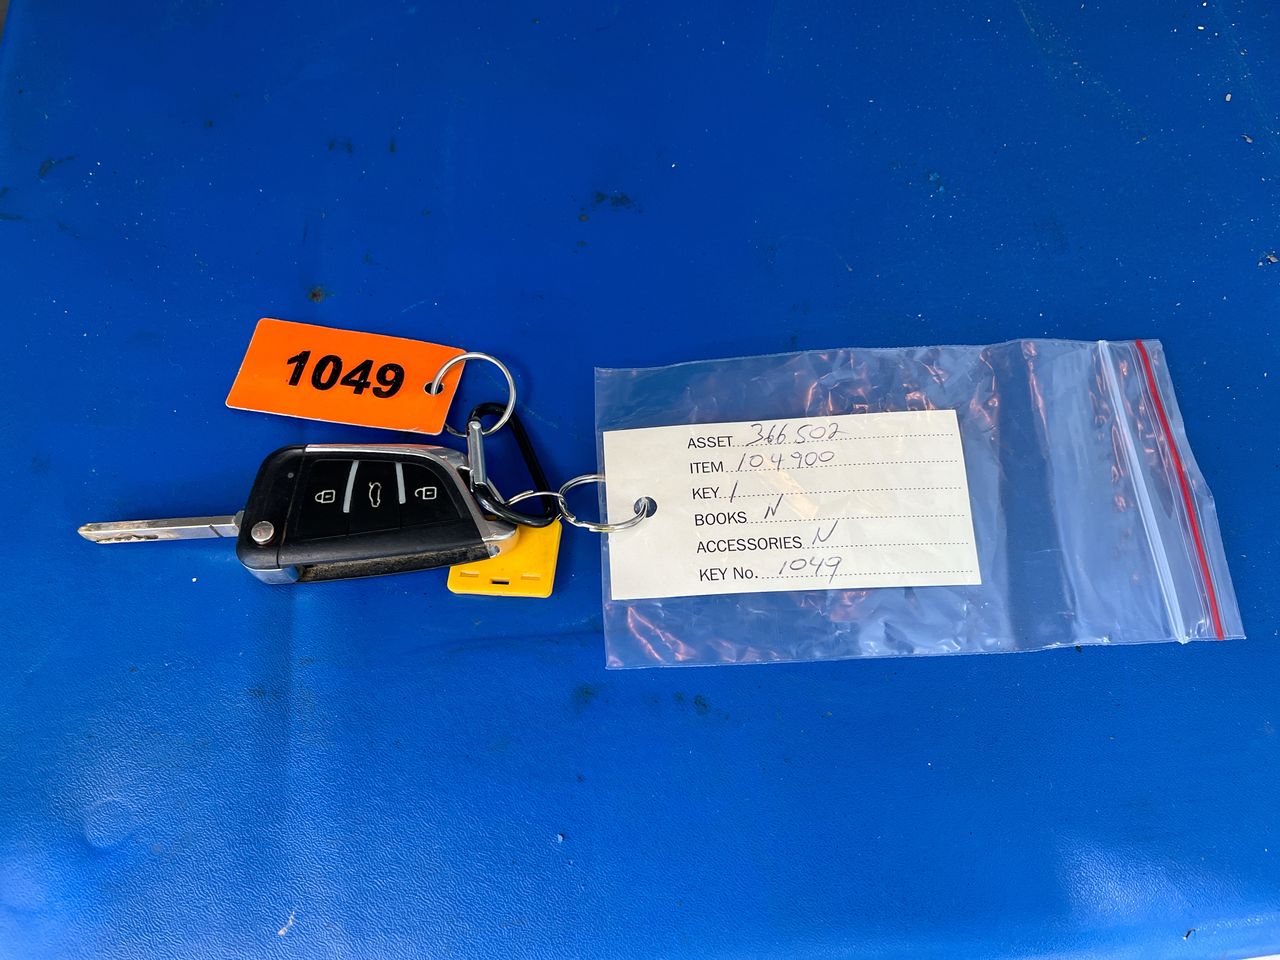 1049
ASSET 366502
ITEM 104900
KEY 1
BOOKS N
ACCESSORIES N
KEY No. 1049